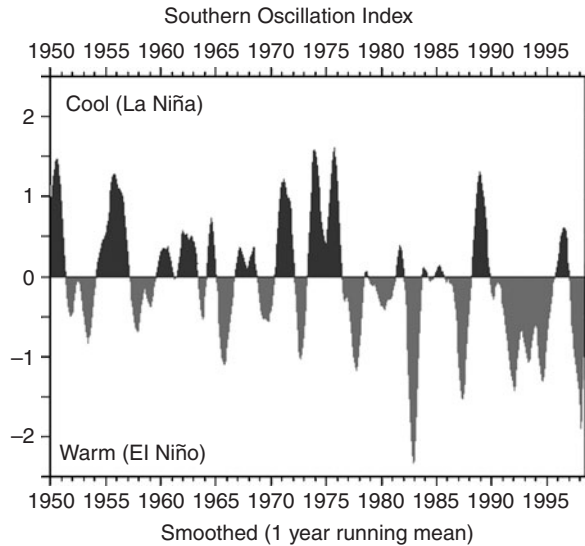 Southern Oscillation Index
1950 1955 1960 1965 1970 1975 1980 1985 1990 1995
2
Cool (La Niña)
1
0
−1
−2
Warm (El Niño)
1950 1955 1960 1965 1970 1975 1980 1985 1990 1995
Smoothed (1 year running mean)